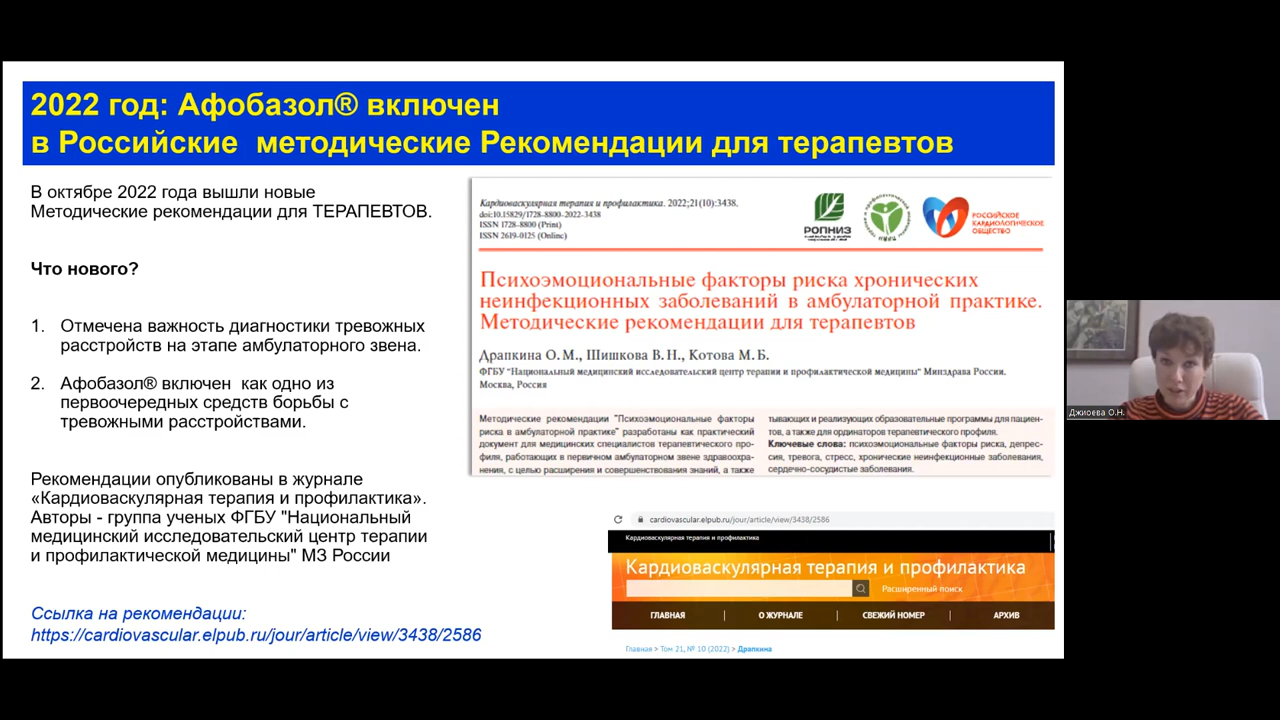 2022 год: Афобазол® включен
в Российские методические Рекомендации для терапевтов
В октябре 2022 года вышли новые
Методические рекомендации для ТЕРАПЕВТОВ.
Что нового?
1. Отмечена важность диагностики тревожных
расстройств на этапе амбулаторного звена.
2. Афобазол® включен как одно из
первоочередных средств борьбы с
тревожными расстройствами.
Рекомендации опубликованы в журнале
«Кардиоваскулярная терапия и профилактика».
Авторы - группа ученых ФГБУ "Национальный
медицинский исследовательский центр терапии
и профилактической медицины" МЗ России
Ссылка на рекомендации:
https://cardiovascular.elpub.ru/jour/article/view/3438/2586
Кардиоваскулярная терапия и профилактика. 2022;21(10):3438.
doi:10.15829/1728-8800-2022-3438
ISSN 1728-8800 (Print)
ISSN 2619-0125 (Online)
РОПНИЗ
РОССИЙСКОЕ
КАРДИОЛОГИЧЕСКОЕ
ОБЩЕСТВО
Психоэмоциональные факторы риска хронических
неинфекционных заболеваний в амбулаторной практике.
Методические рекомендации для терапевтов
Драпкина О. М., Шишкова В. Н., Котова М. Б.
ФГБУ "Национальный медицинский исследовательский центр терапии и профилактической медицины" Минздрава России.
Москва, Россия
Методические рекомендации "Психоэмоциональные факторы
риска в амбулаторной практике" разработаны как практический
документ для медицинских специалистов терапевтического про-
филя, работающих в первичном амбулаторном звене здравоохра-
нения, с целью расширения и совершенствования знаний, а также
тывающих и реализующих образовательные программы для пациен-
тов, а также для ординаторов терапевтического профиля.
Ключевые слова: психоэмоциональные факторы риска, депрес-
сия, тревога, стресс, хронические неинфекционные заболевания,
сердечно-сосудистые заболевания.
cardiovascular.elpub.ru/jour/article/view/3438/2586
Кардиоваскулярная терапия и профилактика
Кардиоваскулярная терапия и профилактика
Расширенный поиск
ГЛАВНАЯ | О ЖУРНАЛЕ | СВЕЖИЙ НОМЕР | АРХИВ
Главная > Том 21, № 10 (2022) > Драпкина
Джиоева О.Н.